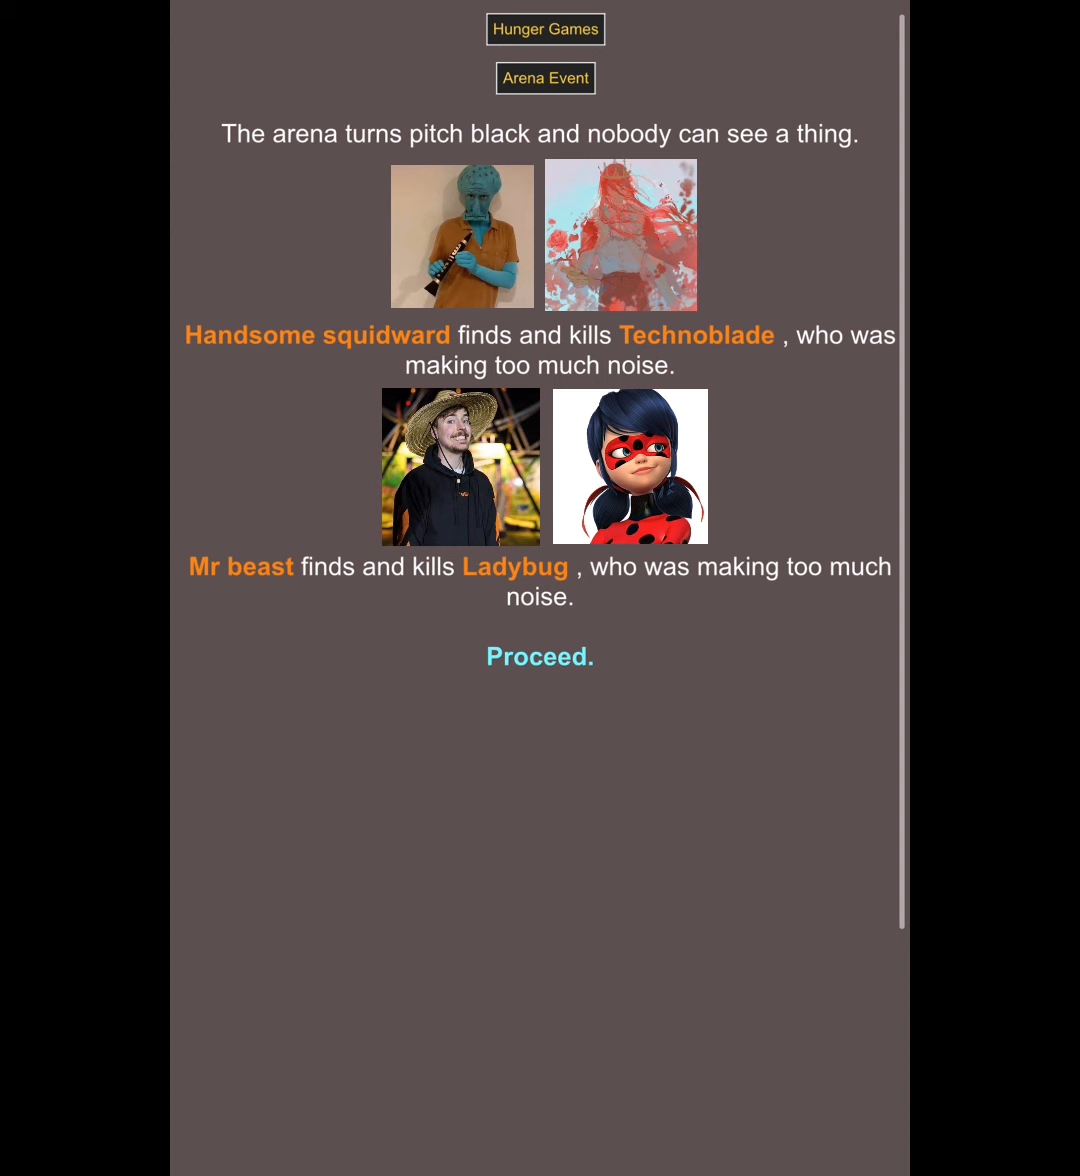 Hunger Games
Arena Event
The arena turns pitch black and nobody can see a thing.
Handsome squidward finds and kills Technoblade , who was
making too much noise.
Mr beast finds and kills Ladybug , who was making too much
noise.
Proceed.